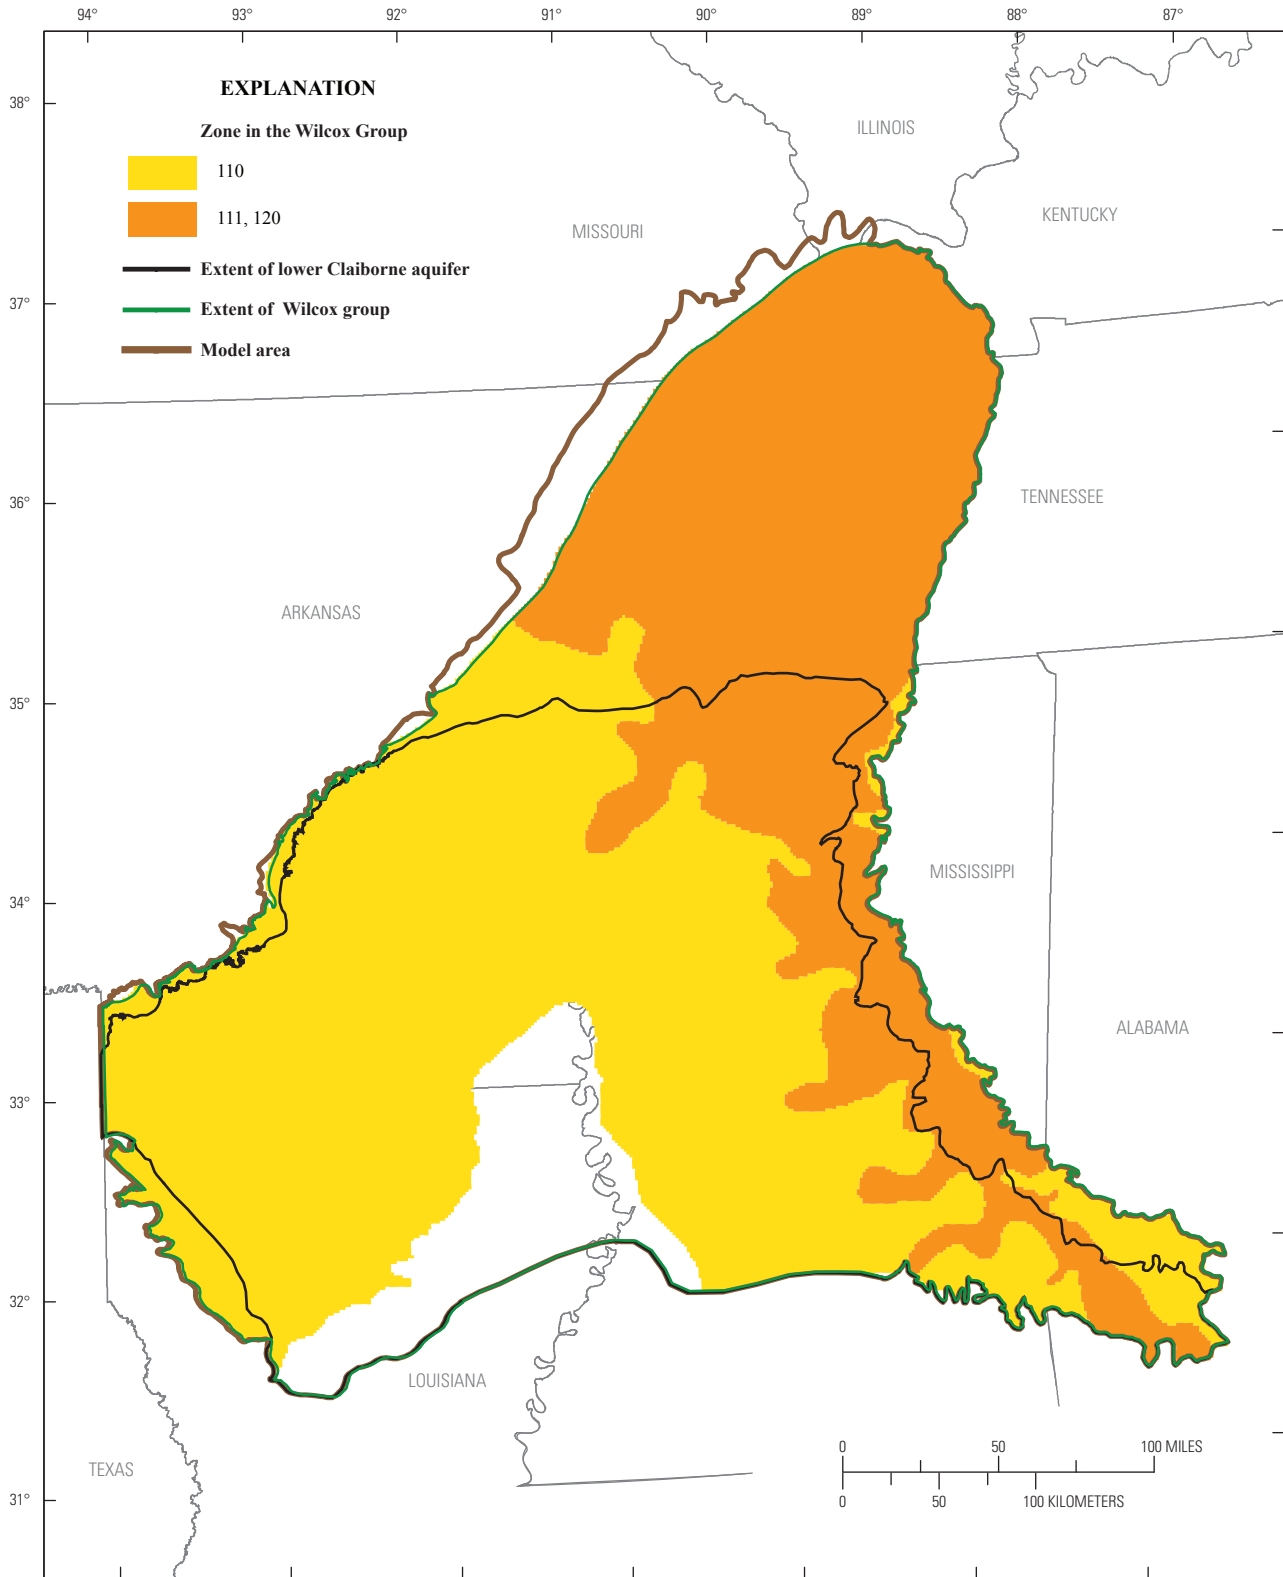 94° 93° 92° 91° 90° 89° 88° 87°
38°
37°
36°
35°
34°
33°
32°
31°
EXPLANATION
Zone in the Wilcox Group
110
111, 120
Extent of lower Claiborne aquifer
Extent of Wilcox group
Model area
ILLINOIS
KENTUCKY
MISSOURI
TENNESSEE
ARKANSAS
MISSISSIPPI
ALABAMA
LOUISIANA
TEXAS
0 50 100 MILES
0 50 100 KILOMETERS